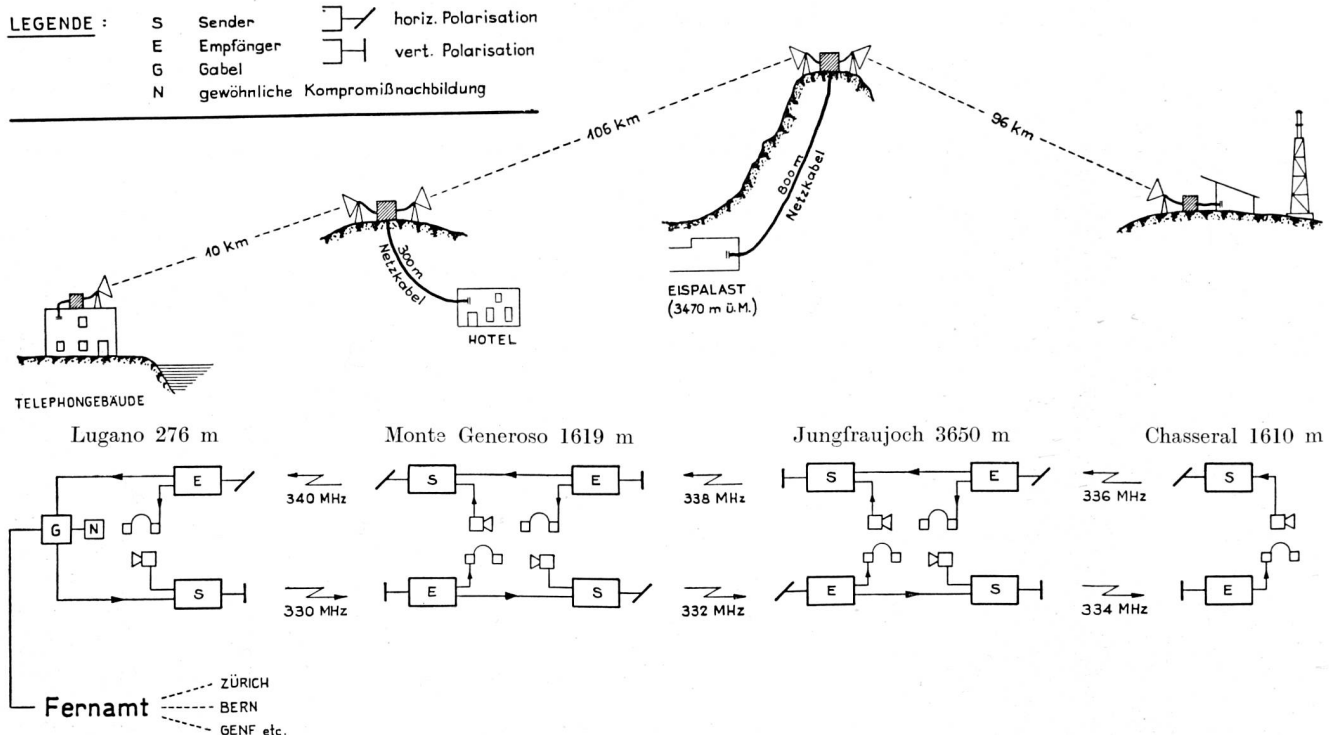 LEGENDE :
S Sender
E Empfänger
G Gabel
N gewöhnliche Kompromißnachbildung
horiz. Polarisation
vert. Polarisation
10 km
106 km
96 km
300 m
Netzkabel
800 m
Netzkabel
HOTEL
EISPALAST
(3470 m ü.M.)
TELEPHONGEBÄUDE
Lugano 276 m Monte Generoso 1619 m Jungfraujoch 3650 m Chasseral 1610 m
E S E S E S
340 MHz 338 MHz 336 MHz
G N
S E S E S E
330 MHz 332 MHz 334 MHz
Fernamt
ZÜRICH
BERN
GENF etc.